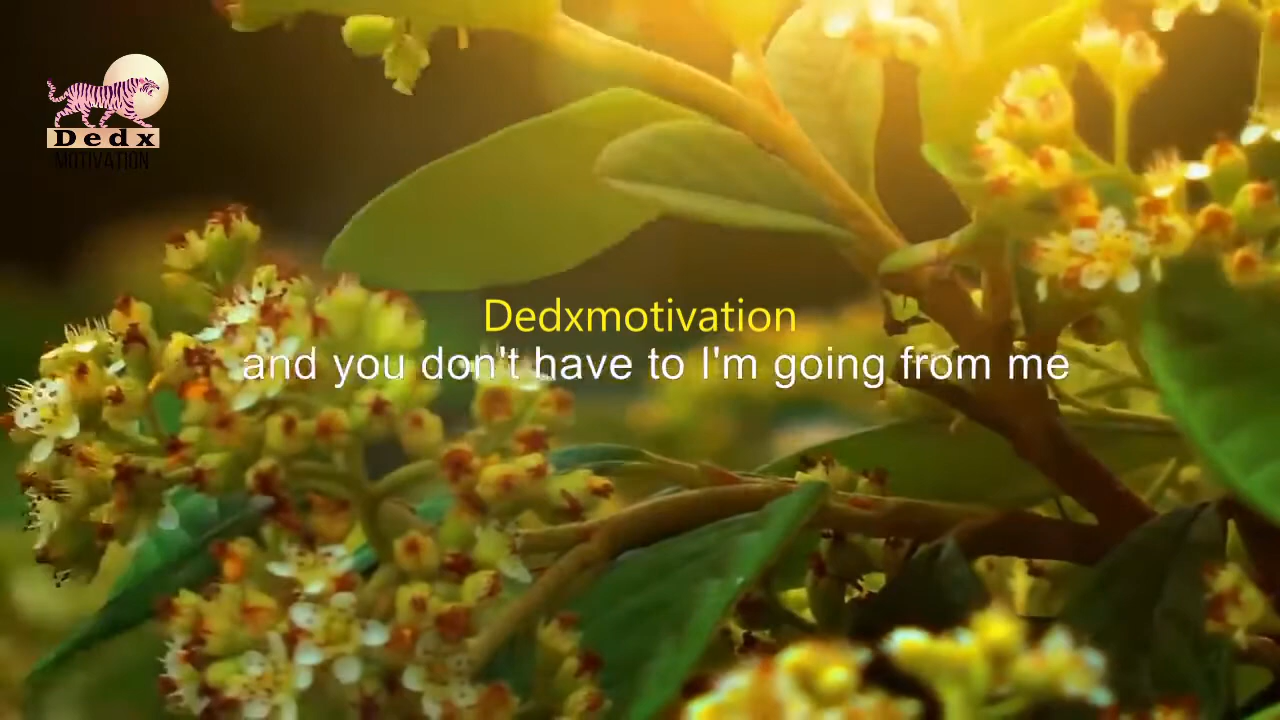 Dedx
MOTIVATION
Dedxmotivation
and you don't have to I'm going from me